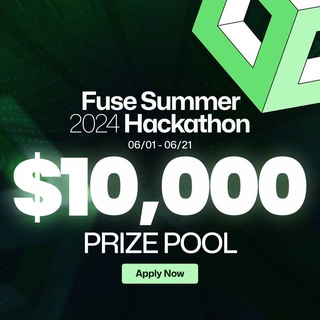 Fuse Summer
2024 Hackathon
06/01 - 06/21
$10,000
PRIZE POOL
Apply Now